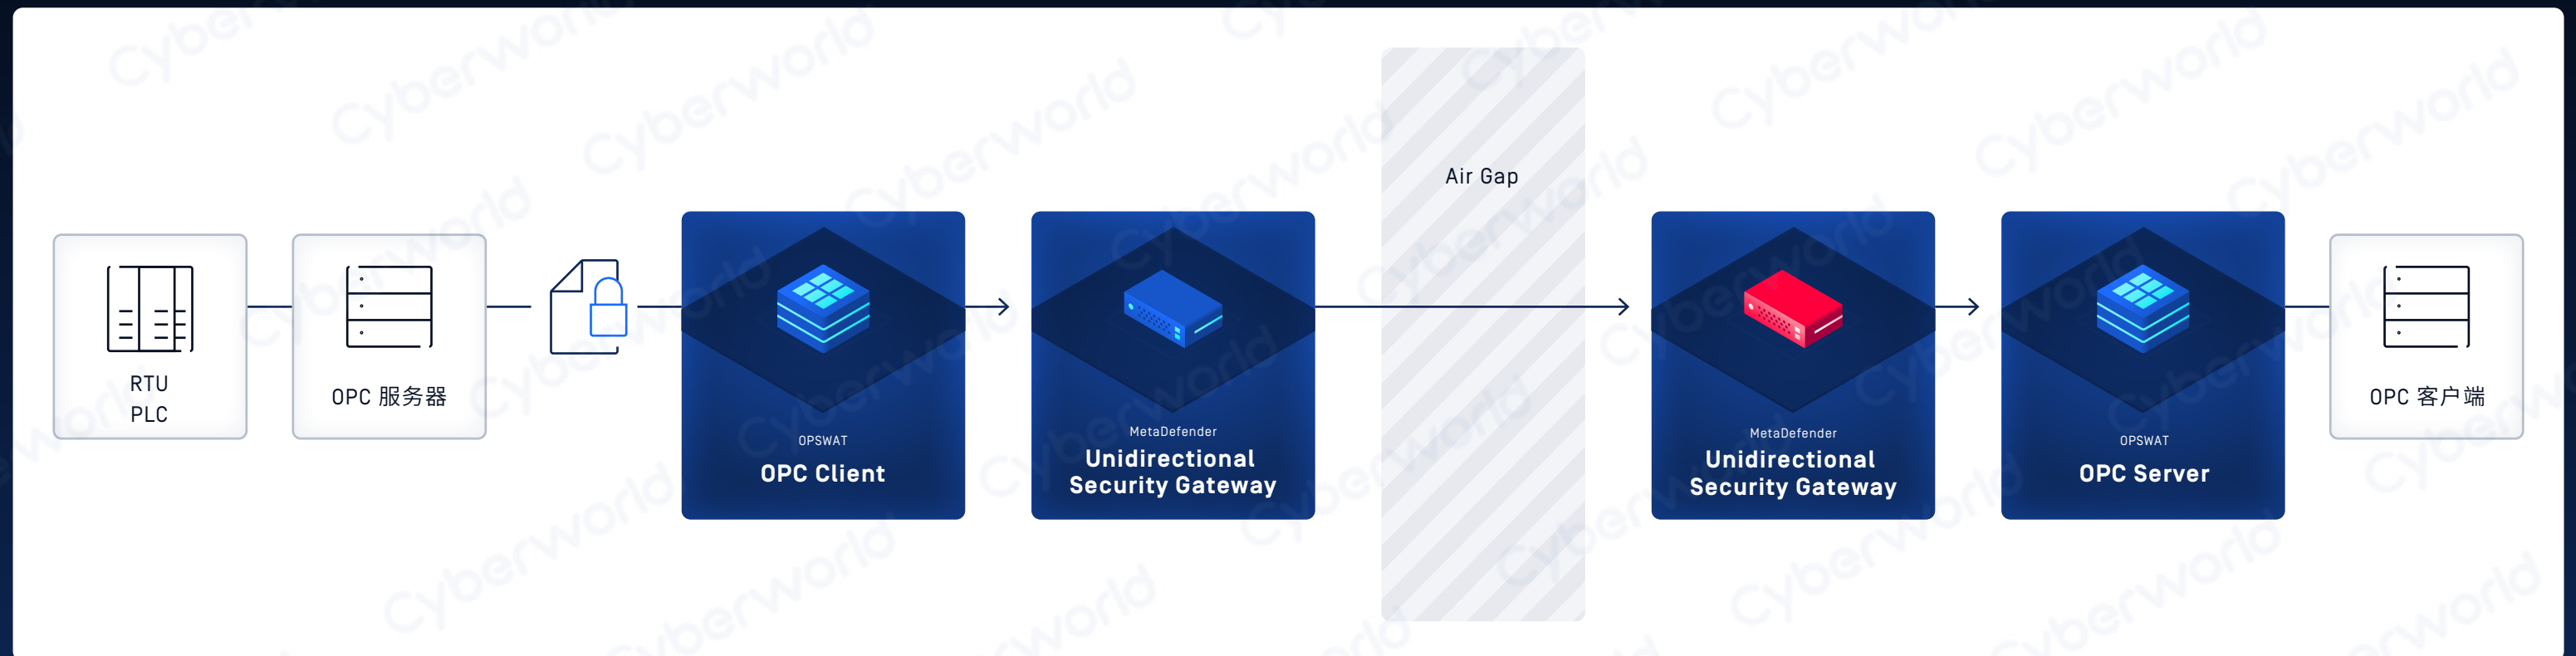 Air Gap
RTU
PLC
OPC 服务器
OPSWAT
OPC Client
MetaDefender
Unidirectional
Security Gateway
MetaDefender
Unidirectional
Security Gateway
OPSWAT
OPC Server
OPC 客户端
Cyberworld